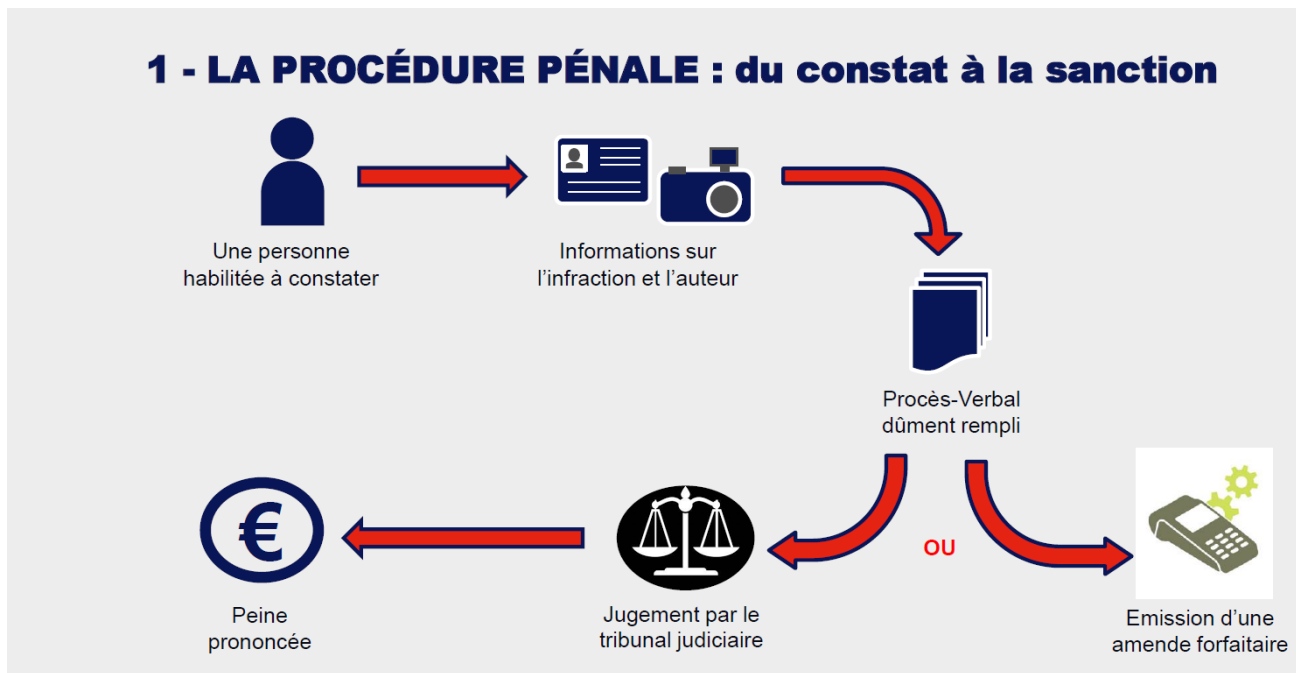 1 - LA PROCÉDURE PÉNALE : du constat à la sanction
Une personne
habilitée à constater
Informations sur
l'infraction et l'auteur
Procès-Verbal
dûment rempli
OU
€
Peine
prononcée
Jugement par le
tribunal judiciaire
Emission d'une
amende forfaitaire